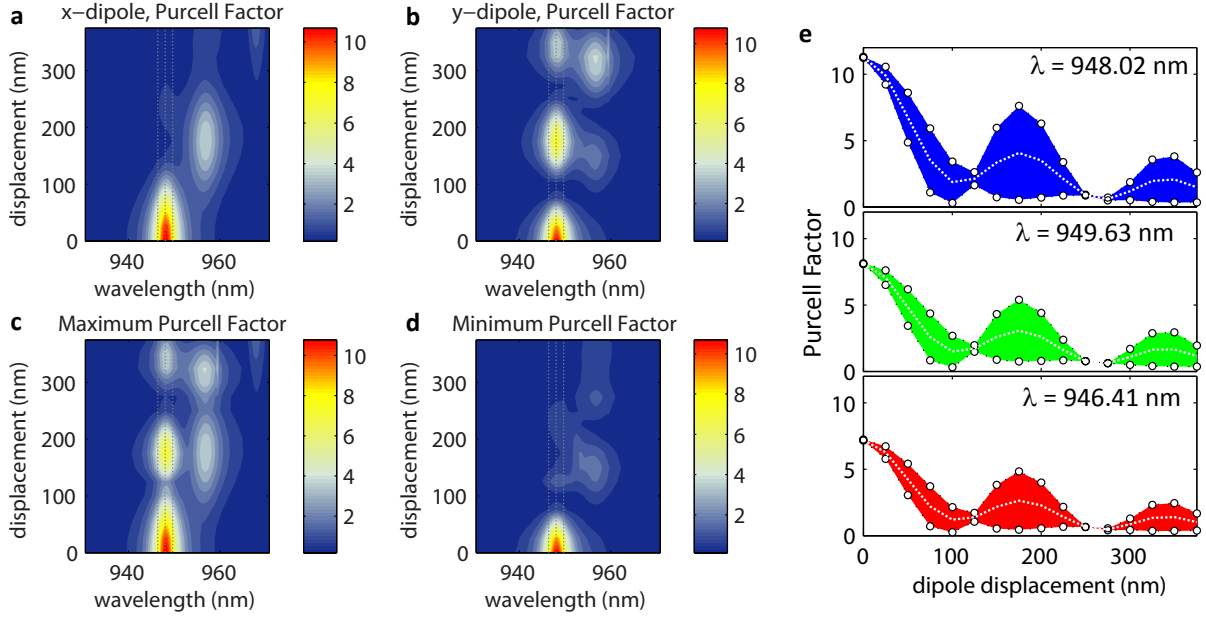 a
x−dipole, Purcell Factor
displacement (nm)
300
200
100
0
940
960
wavelength (nm)
10
8
6
4
2
b
y−dipole, Purcell Factor
displacement (nm)
300
200
100
0
940
960
wavelength (nm)
10
8
6
4
2
c
Maximum Purcell Factor
displacement (nm)
300
200
100
0
940
960
wavelength (nm)
10
8
6
4
2
d
Minimum Purcell Factor
displacement (nm)
300
200
100
0
940
960
wavelength (nm)
10
8
6
4
2
e
Purcell Factor
λ = 948.02 nm
10
5
0
λ = 949.63 nm
10
5
0
λ = 946.41 nm
10
5
0
0
100
200
300
dipole displacement (nm)